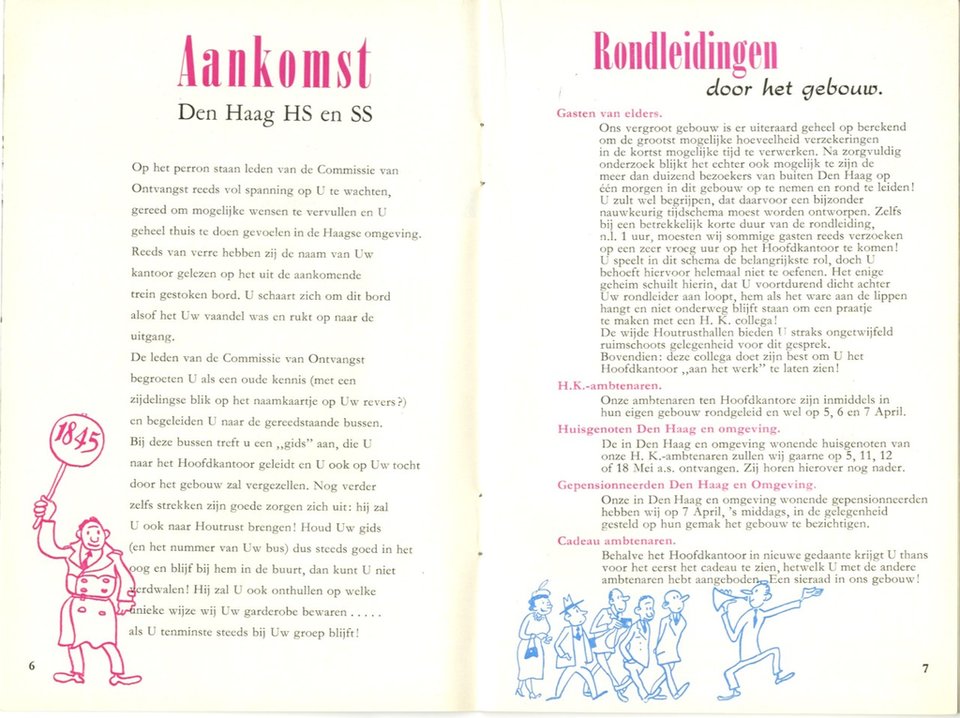 Aankomst
Den Haag HS en SS
Op het perron staan leden van de Commissie van
Ontvangst reeds vol spanning op U te wachten,
gereed om mogelijke wensen te vervullen en U
geheel thuis te doen gevoelen in de Haagse omgeving.
Reeds van verre hebben zij de naam van Uw
kantoor gelezen op het uit de aankomende
trein gestoken bord. U schaart zich om dit bord
alsof het Uw vaandel was en rukt op naar de
uitgang.
De leden van de Commissie van Ontvangst
begroeten U als een oude kennis (met een
zijdelingse blik op het naamkaartje op Uw revers?)
en begeleiden U naar de gereedstaande bussen.
Bij deze bussen treft u een „gids” aan, die U
naar het Hoofdkantoor geleidt en U ook op Uw tocht
door het gebouw zal vergezellen. Nog verder
zelfs strekken zijn goede zorgen zich uit: hij zal
U ook naar Houtrust brengen! Houd Uw gids
(en het nummer van Uw bus) dus steeds goed in het
oog en blijf bij hem in de buurt, dan kunt U niet
verdwalen! Hij zal U ook onthullen op welke
unieke wijze wij Uw garderobe bewaren . . . . .
als U tenminste steeds bij Uw groep blijft!
1845
6
Rondleidingen
door het gebouw.
Gasten van elders.
Ons vergroot gebouw is er uiteraard geheel op berekend
om de grootst mogelijke hoeveelheid verzekeringen
in de kortst mogelijke tijd te verwerken. Na zorgvuldig
onderzoek blijkt het echter ook mogelijk te zijn de
meer dan duizend bezoekers van buiten Den Haag op
één morgen in dit gebouw op te nemen en rond te leiden!
U zult wel begrijpen, dat daarvoor een bijzonder
nauwkeurig tijdschema moest worden ontworpen. Zelfs
bij een betrekkelijk korte duur van de rondleiding,
n.l. 1 uur, moesten wij sommige gasten reeds verzoeken
op een zeer vroeg uur op het Hoofdkantoor te komen!
U speelt in dit schema de belangrijkste rol, doch U
behoeft hiervoor helemaal niet te oefenen. Het enige
geheim schuilt hierin, dat U voortdurend dicht achter
Uw rondleider aan loopt, hem als het ware aan de lippen
hangt en niet onderweg blijft staan om een praatje
te maken met een H. K. collega!
De wijde Houtrusthallen bieden U straks ongetwijfeld
ruimschoots gelegenheid voor dit gesprek.
Bovendien: deze collega doet zijn best om U het
Hoofdkantoor „aan het werk” te laten zien!
H.K.-ambtenaren.
Onze ambtenaren ten Hoofdkantore zijn inmiddels in
hun eigen gebouw rondgeleid en wel op 5, 6 en 7 April.
Huisgenoten Den Haag en omgeving.
De in Den Haag en omgeving wonende huisgenoten van
onze H. K.-ambtenaren zullen wij gaarne op 5, 11, 12
of 18 Mei a.s. ontvangen. Zij horen hierover nog nader.
Gepensionneerden Den Haag en Omgeving.
Onze in Den Haag en omgeving wonende gepensionneerden
hebben wij op 7 April, 's middags, in de gelegenheid
gesteld op hun gemak het gebouw te bezichtigen.
Cadeau ambtenaren.
Behalve het Hoofdkantoor in nieuwe gedaante krijgt U thans
voor het eerst het cadeau te zien, hetwelk U met de andere
ambtenaren hebt aangeboden. Een sieraad in ons gebouw!
7